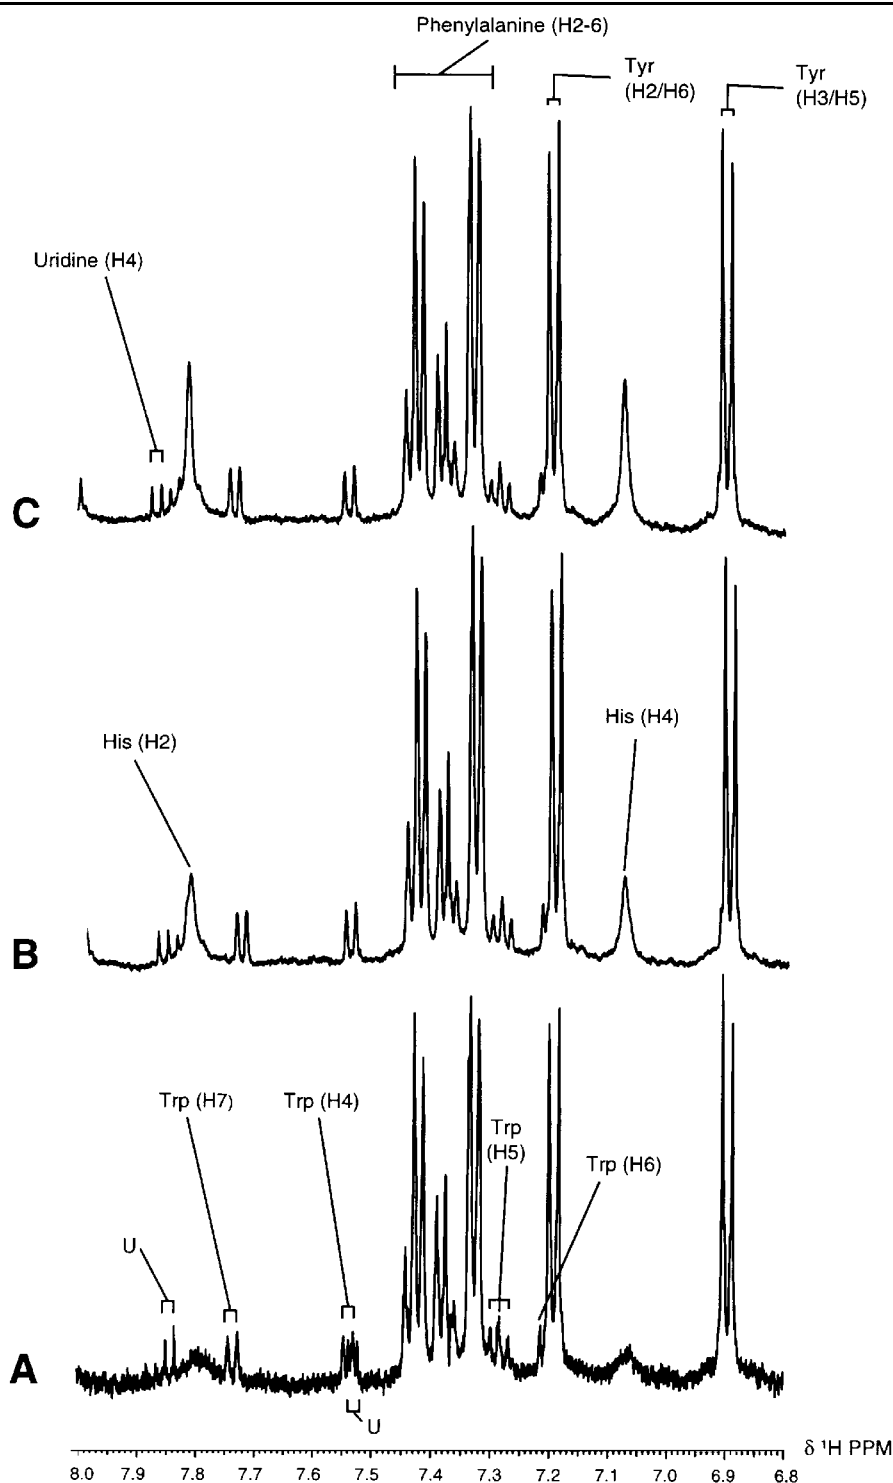 Phenylalanine (H2-6)
Tyr
(H2/H6)
Tyr
(H3/H5)
Uridine (H4)
C
His (H4)
His (H2)
B
Trp (H7)
Trp (H4)
Trp
(H5)
Trp (H6)
U
A
U
δ ¹H PPM
8.0 7.9 7.8 7.7 7.6 7.5 7.4 7.3 7.2 7.1 7.0 6.9 6.8